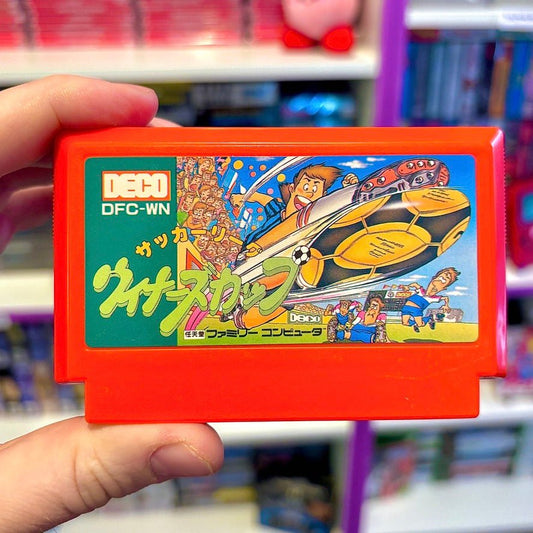 DECO
DFC-WN
サッカーリーグ
ウイナーズカップ
DECO
任天堂 ファミリーコンピュータ